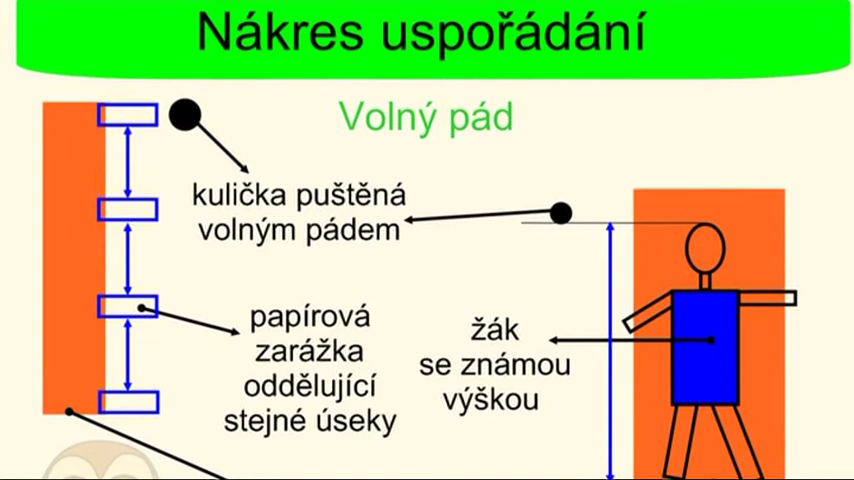 Nákres uspořádání
Volný pád
kulička puštěná
volným pádem
papírová
zarážka
oddělující
stejné úseky
žák
se známou
výškou